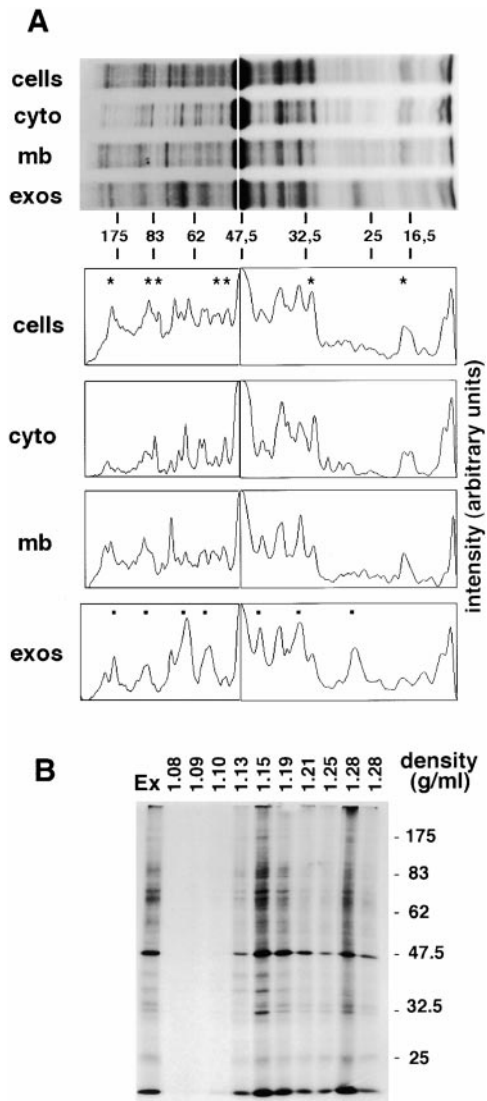 A
cells
cyto
mb
exos
175 83 62 47,5 32,5 25 16,5
* * * * * * *
cells
cyto
mb
exos
intensity (arbitrary units)
B
Ex 1.08 1.09 1.10 1.13 1.15 1.19 1.21 1.25 1.28 1.28 density (g/ml)
- 175
- 83
- 62
- 47.5
- 32.5
- 25